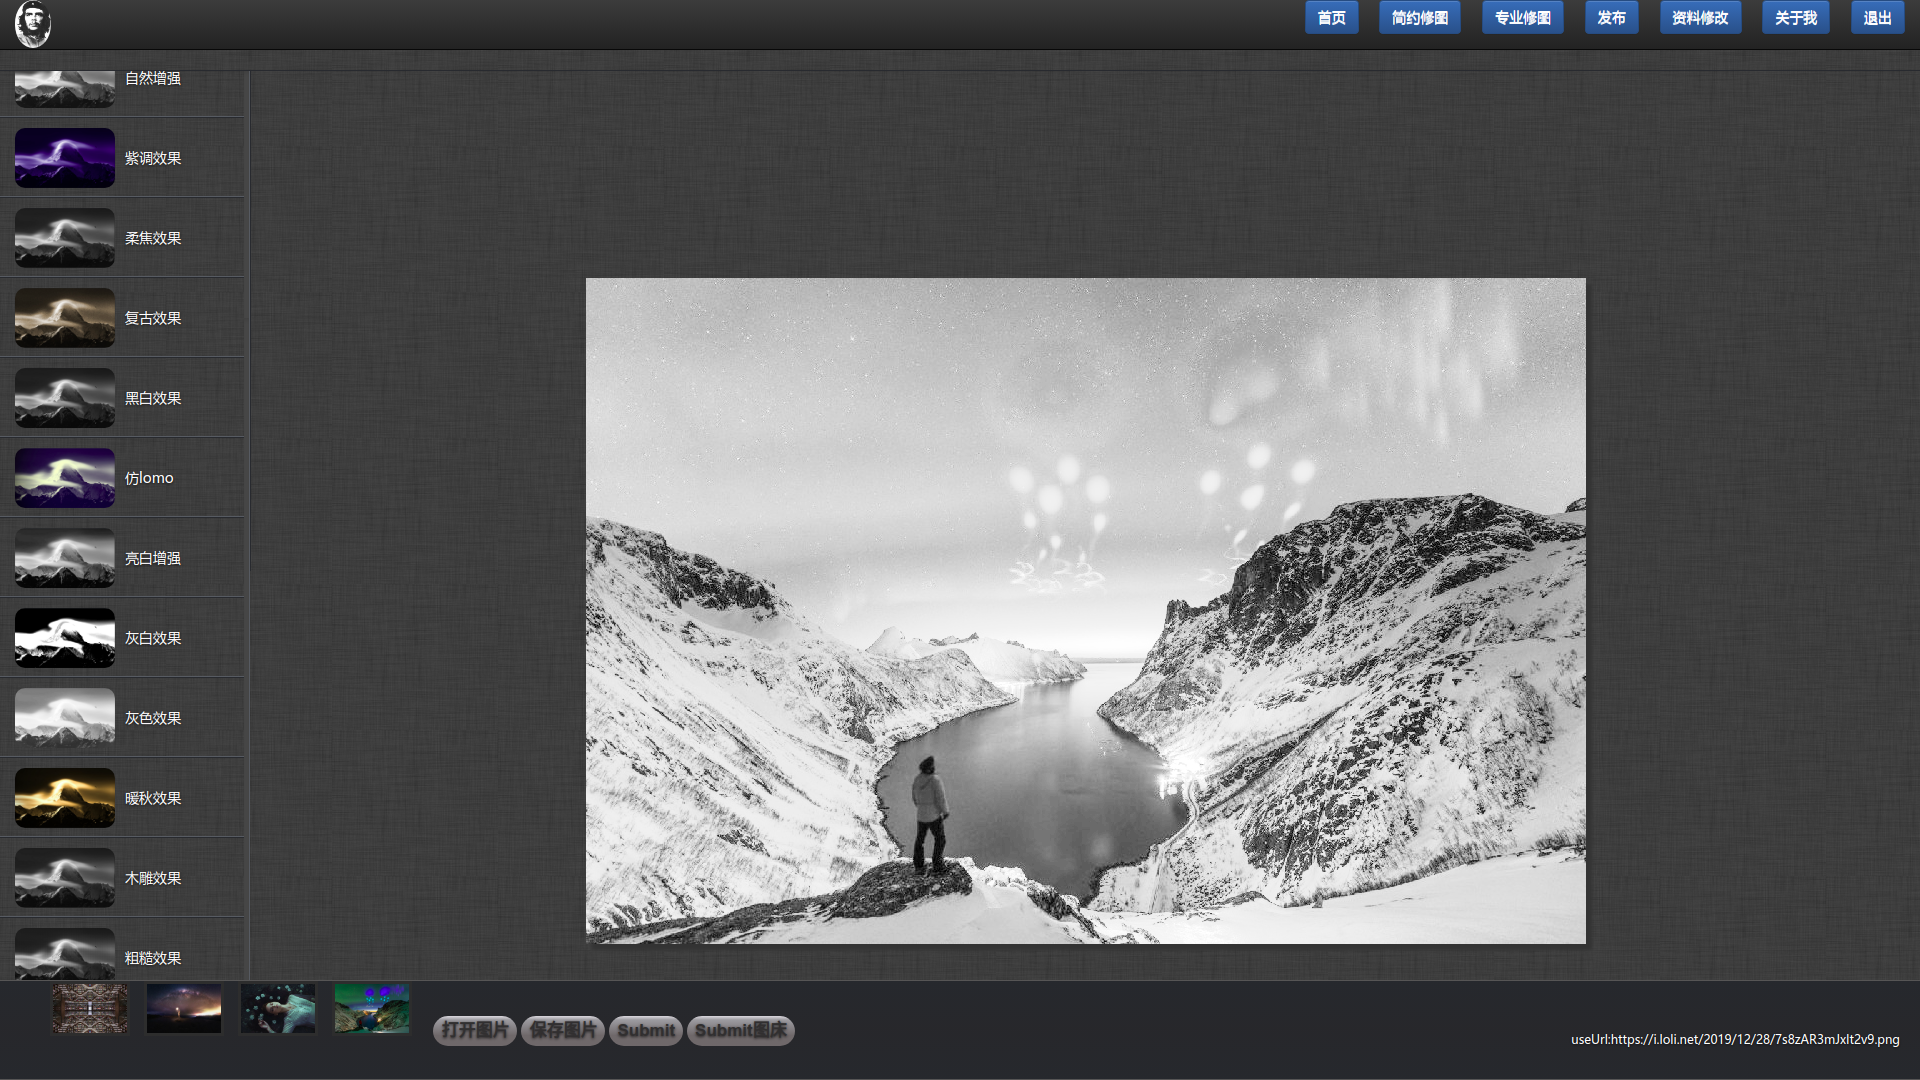 首页 简约修图 专业修图 发布 资料修改 关于我 退出
自然增强
紫调效果
柔焦效果
复古效果
黑白效果
仿lomo
亮白增强
灰白效果
灰色效果
暖秋效果
木雕效果
粗糙效果
打开图片 保存图片 Submit Submit图床
useUrl:https://i.loli.net/2019/12/28/7s8zAR3mJxIt2v9.png